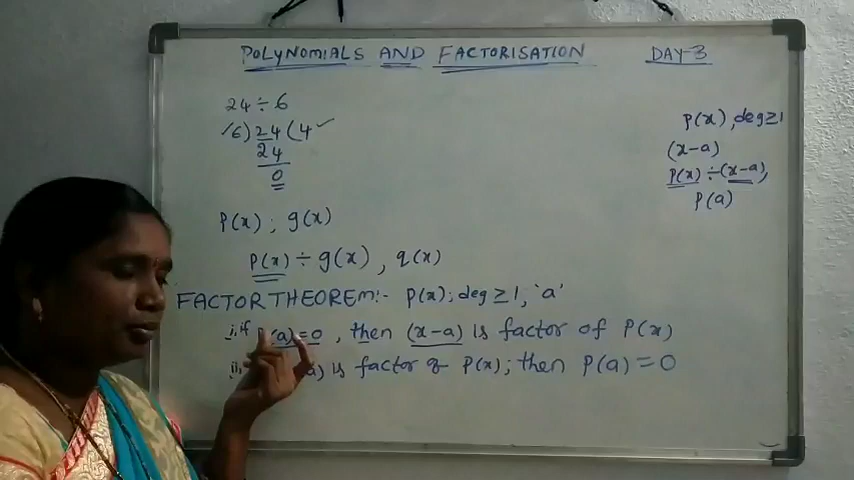 POLYNOMIALS AND FACTORISATION DAY-3
24÷6
6)24(4✓
24
0
P(x); g(x)
P(x)÷g(x), q(x)
P(x), deg≥1
(x-a)
P(x)÷(x-a),
P(a)
FACTOR THEOREM:- P(x); deg≥1, 'a'
i, if P(a)=0, then (x-a) is factor of P(x)
ii, a) is factor of P(x); then P(a)=0